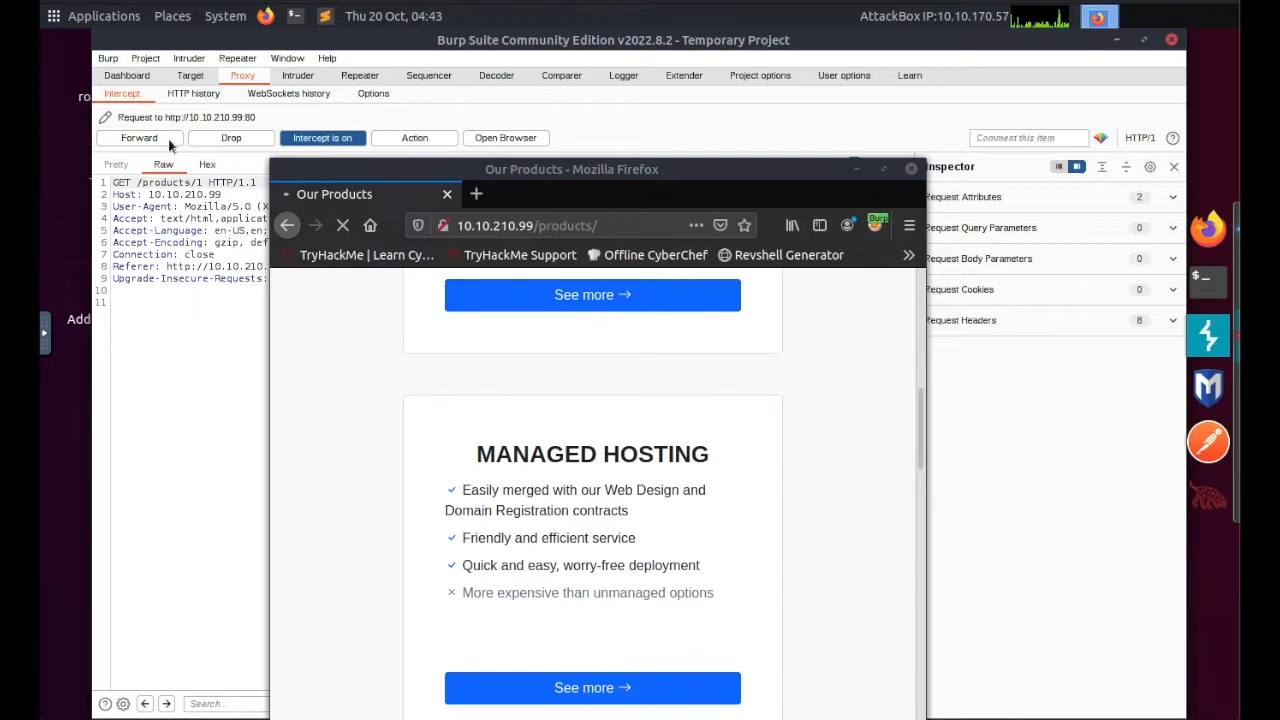 Applications Places System Thu 20 Oct, 04:43 AttackBox IP:10.10.170.57
Burp Suite Community Edition v2022.8.2 - Temporary Project
Burp Project Intruder Repeater Window Help
Dashboard Target Proxy Intruder Repeater Sequencer Decoder Comparer Logger Extender Project options User options Learn
Intercept HTTP history WebSockets history Options
Request to http://10.10.210.99:80
Forward Drop Intercept is on Action Open Browser Comment this item HTTP/1
Pretty Raw Hex
Inspector
1 GET /products/1 HTTP/1.1
2 Host: 10.10.210.99
3 User-Agent: Mozilla/5.0 (X
4 Accept: text/html,applicat
5 Accept-Language: en-US,en;
6 Accept-Encoding: gzip, def
7 Connection: close
8 Referer: http://10.10.210.
9 Upgrade-Insecure-Requests:
10
11
Request Attributes 2
Request Query Parameters 0
Request Body Parameters 0
Request Cookies 0
Request Headers 8
ro
Add
Our Products - Mozilla Firefox
Our Products
10.10.210.99/products/
Burp
TryHackMe | Learn Cy… TryHackMe Support Offline CyberChef Revshell Generator
See more →
MANAGED HOSTING
Easily merged with our Web Design and
Domain Registration contracts
Friendly and efficient service
Quick and easy, worry-free deployment
More expensive than unmanaged options
See more →
Search...